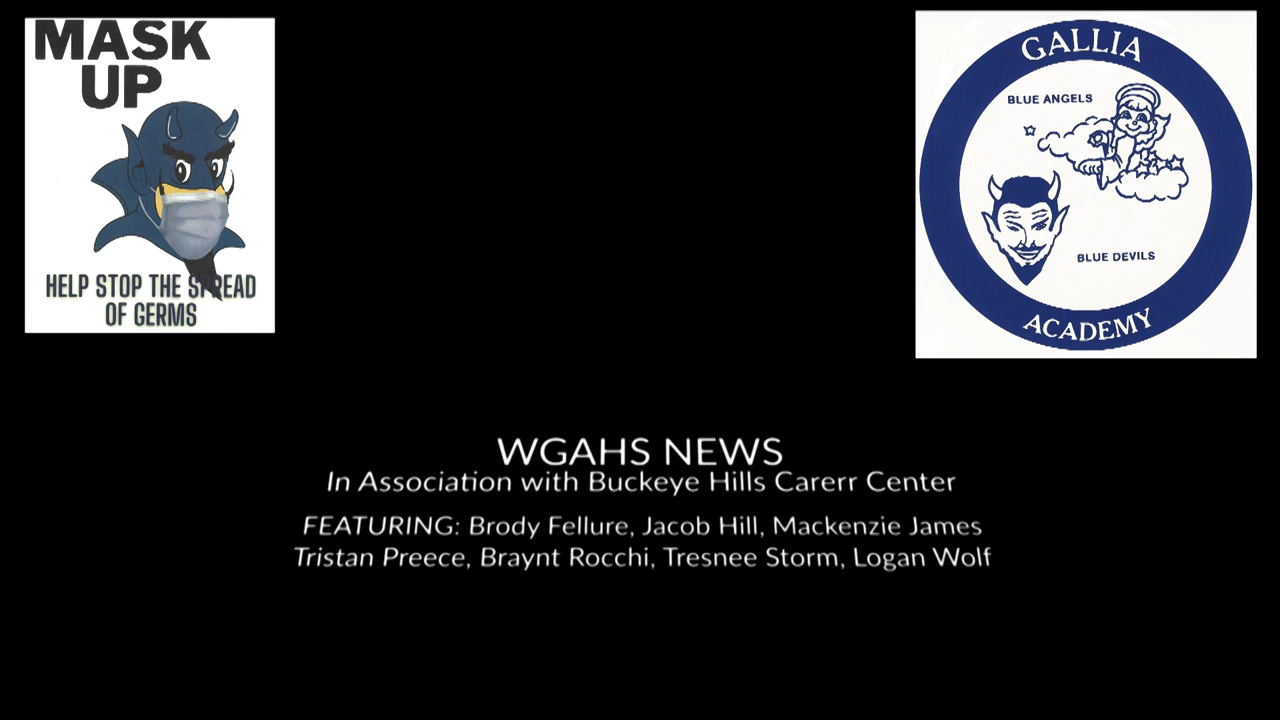 MASK
UP
HELP STOP THE SPREAD
OF GERMS
GALLIA
BLUE ANGELS
BLUE DEVILS
ACADEMY
WGAHS NEWS
In Association with Buckeye Hills Carerr Center
FEATURING: Brody Fellure, Jacob Hill, Mackenzie James
Tristan Preece, Braynt Rocchi, Tresnee Storm, Logan Wolf